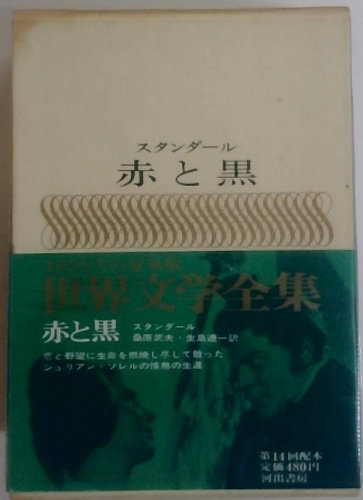 スタンダール
赤と黒
世界文学全集
赤と黒
スタンダール
桑原武夫・生島遼一訳
恋と野望に生命を燃焼し尽して散った
ジュリアン・ソレルの情熱の生涯
第14回配本
定価480円
河出書房